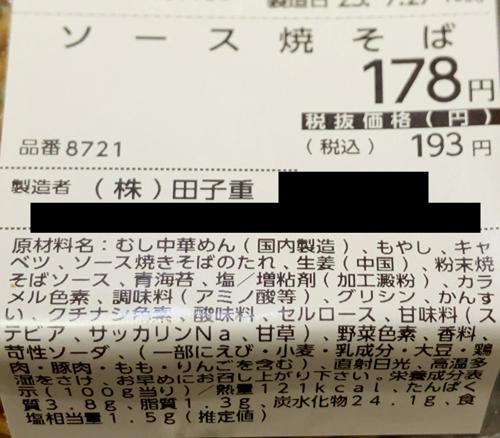 製造日 25. 7.27
ソース焼そば
178円
税抜価格(円)
品番8721 (税込) 193円
製造者 (株)田子重
原材料名:むし中華めん(国内製造)、もやし、キャ
ベツ、ソース焼きそばのたれ、生姜(中国)、粉末焼
そばソース、青海苔、塩/増粘剤(加工澱粉)、カラ
メル色素、調味料(アミノ酸等)、グリシン、かんす
い、クチナシ色素、酸味料、セルロース、甘味料(ス
テビア、サッカリンNa、甘草)、野菜色素、香料、
苛性ソーダ、(一部にえび・小麦・乳成分・大豆・鶏
肉・豚肉・もも・りんごを含む) 直射日光、高温多
湿をさけ、お早めにお召し上がり下さい。栄養成分表
示(100g当り)/熱量121kcal、たんぱく
質3.8g、脂質1.3g、炭水化物24.1g、食
塩相当量1.5g(推定値)